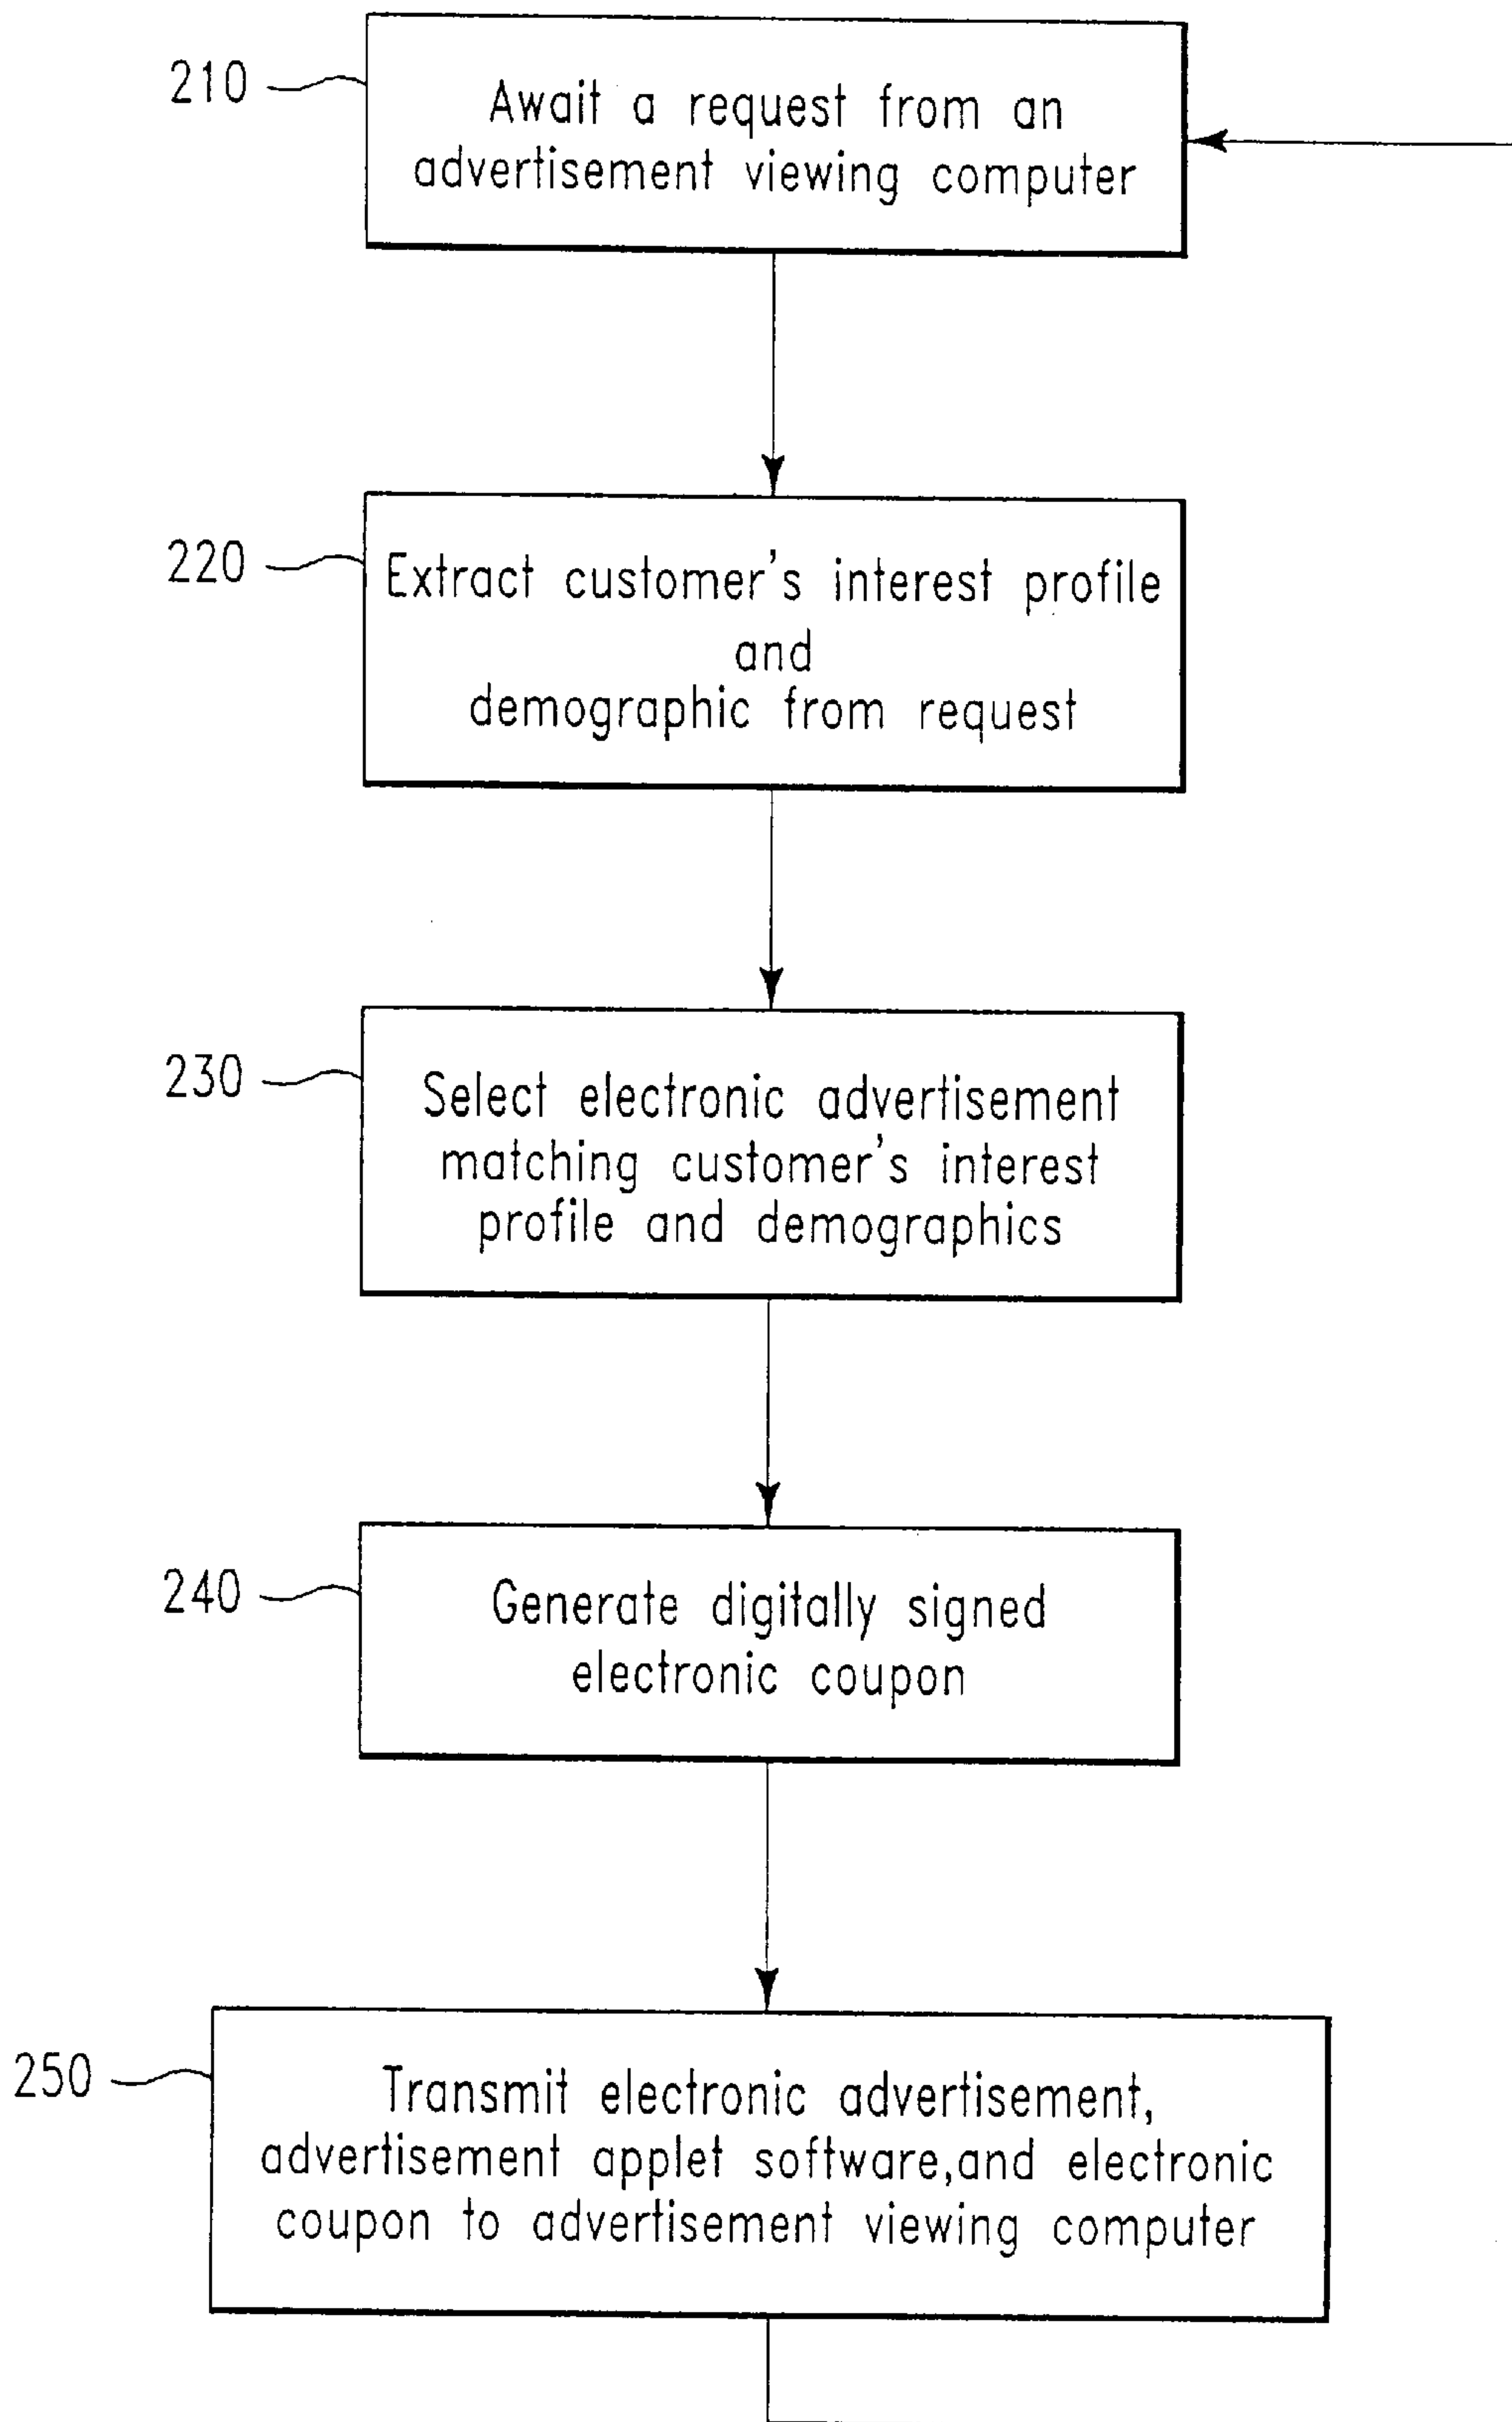 210
Await a request from an
advertisement viewing computer
220
Extract customer's interest profile
and
demographic from request
230
Select electronic advertisement
matching customer's interest
profile and demographics
240
Generate digitally signed
electronic coupon
250
Transmit electronic advertisement,
advertisement applet software,and electronic
coupon to advertisement viewing computer